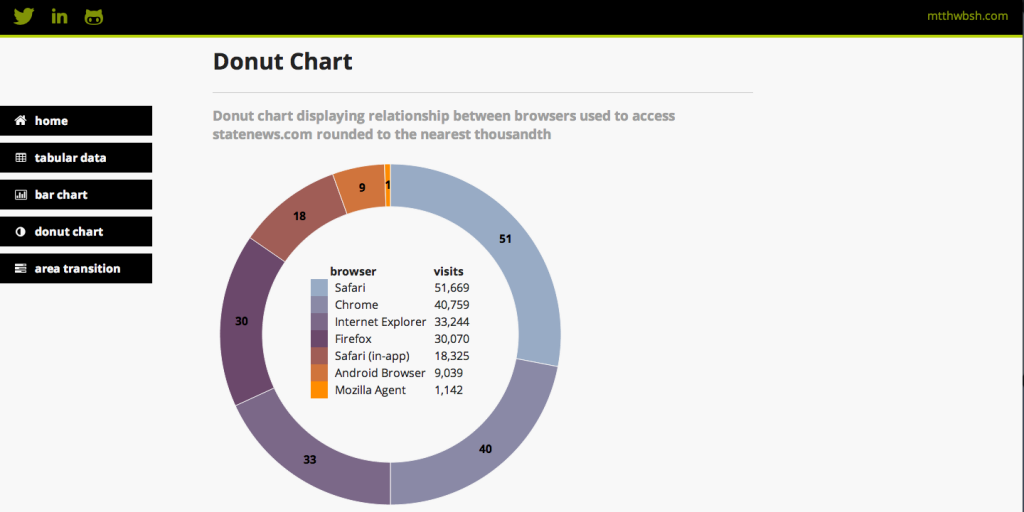 mtthwbsh.com
Donut Chart
Donut chart displaying relationship between browsers used to access
statenews.com rounded to the nearest thousandth
home
tabular data
bar chart
donut chart
area transition
9
1
18
51
30
browser visits
Safari 51,669
Chrome 40,759
Internet Explorer 33,244
Firefox 30,070
Safari (in-app) 18,325
Android Browser 9,039
Mozilla Agent 1,142
40
33